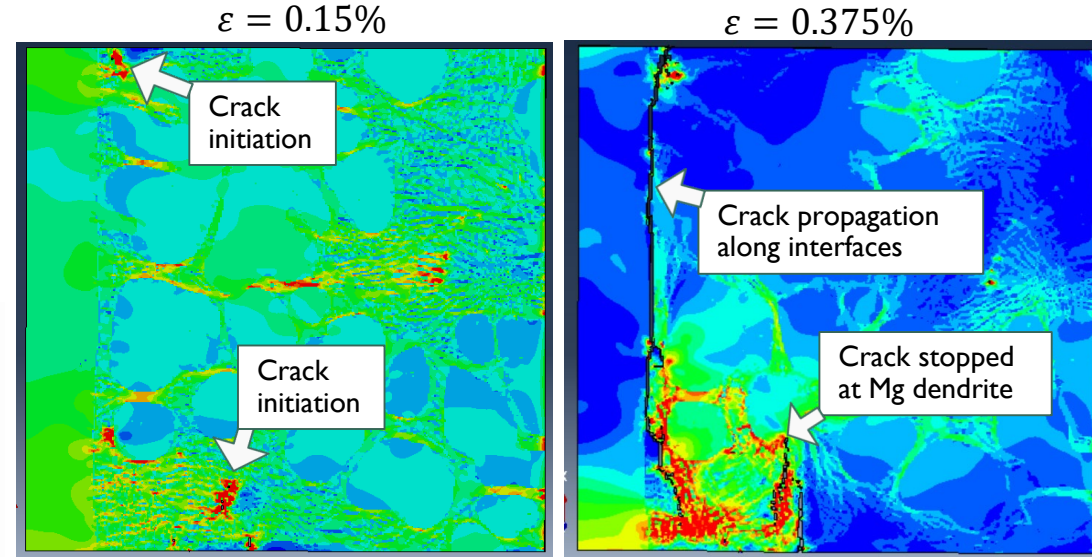 ε = 0.15%
ε = 0.375%
Crack
initiation
Crack
initiation
Crack propagation
along interfaces
Crack stopped
at Mg dendrite